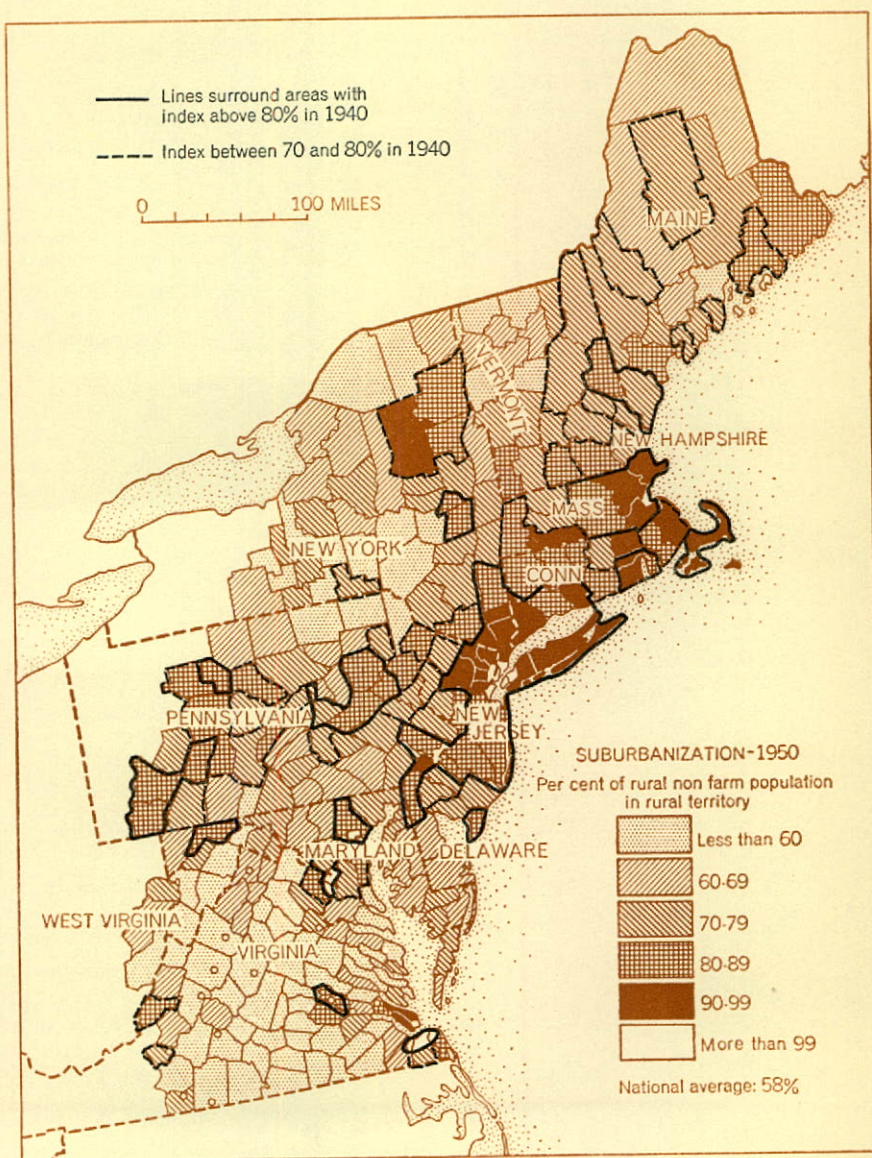 Lines surround areas with
index above 80% in 1940
Index between 70 and 80% in 1940
0 100 MILES
MAINE
VERMONT
NEW HAMPSHIRE
MASS
NEW YORK
CONN
PENNSYLVANIA
NEW
JERSEY
MARYLAND DELAWARE
WEST VIRGINIA
VIRGINIA
SUBURBANIZATION-1950
Per cent of rural non farm population
in rural territory
Less than 60
60-69
70-79
80-89
90-99
More than 99
National average: 58%